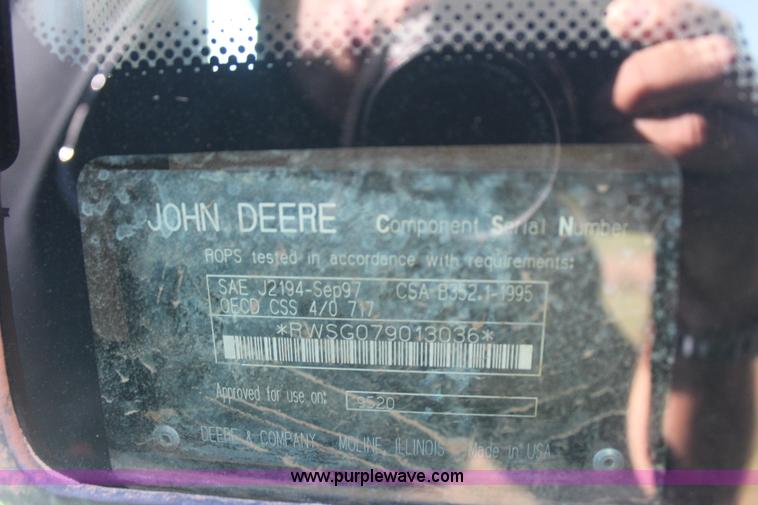 JOHN DEERE Component Serial Number
ROPS tested in accordance with requirements:
SAE J2194-Sep97 CSA B352.1-1995
OECD CSS 4/0 717
*RWSG079013036*
Approved for use on: 9520
DEERE & COMPANY MOLINE, ILLINOIS Made in USA
www.purplewave.com